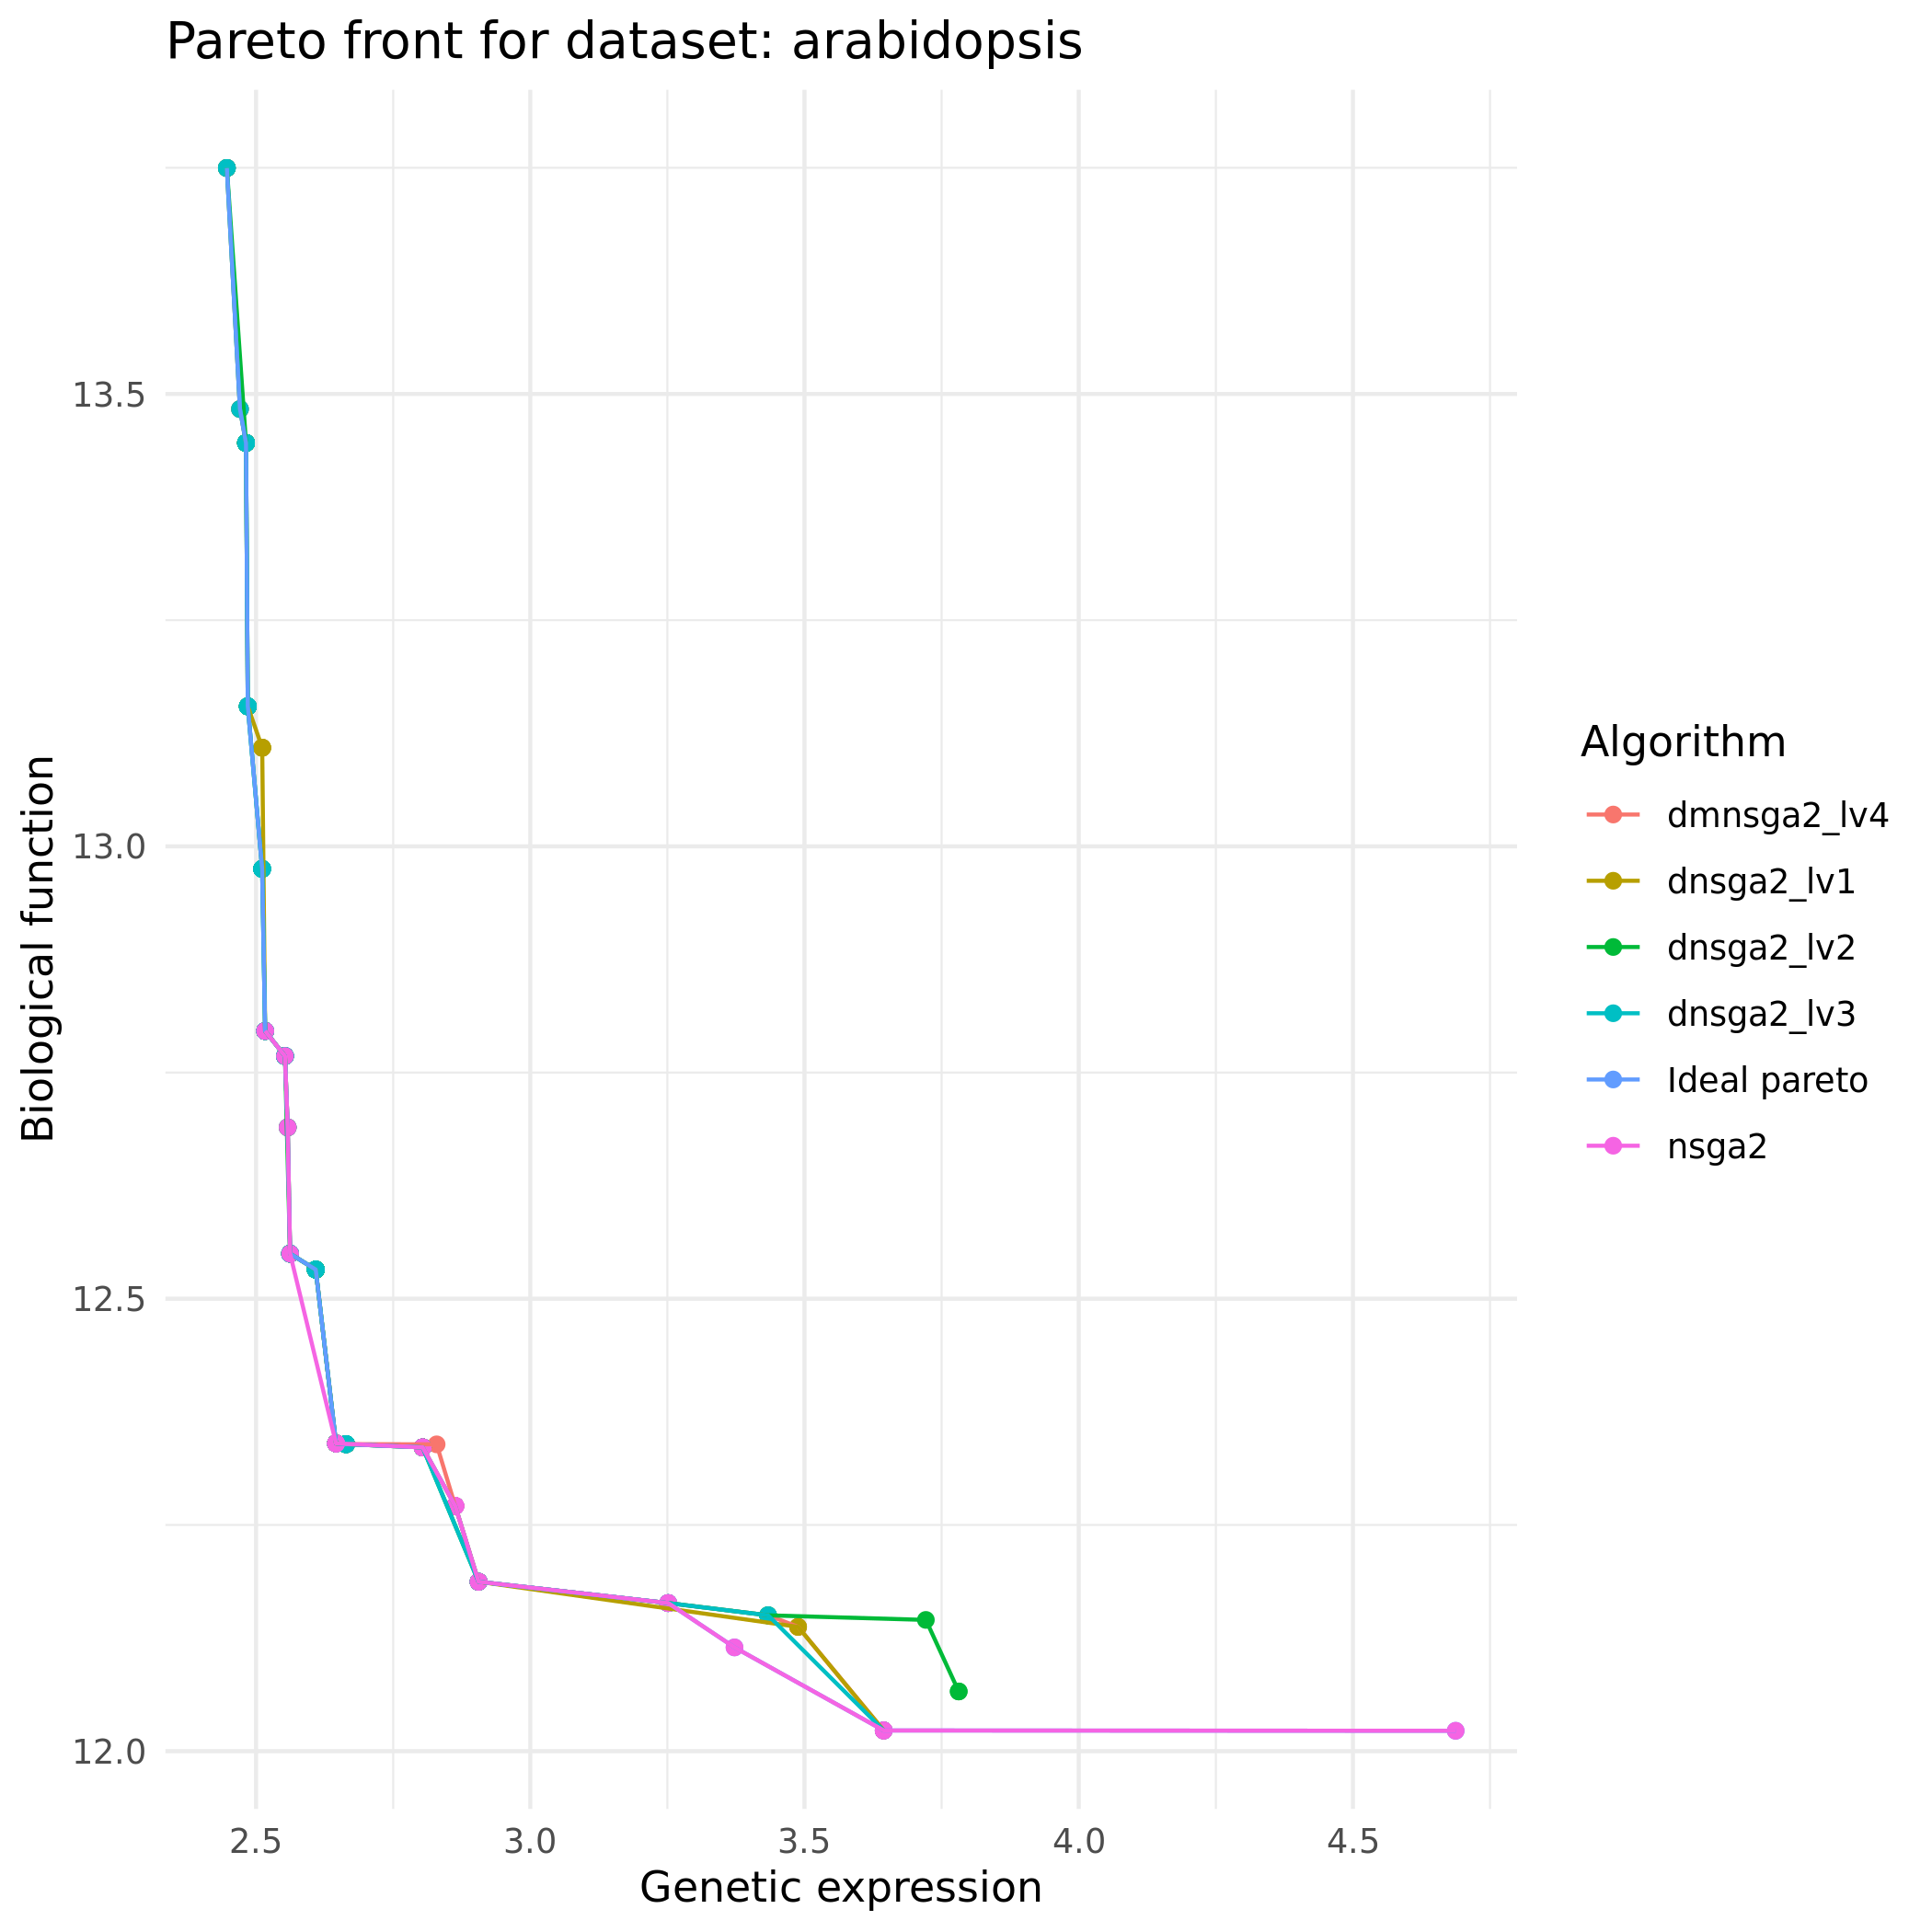 Pareto front for dataset: arabidopsis
Biological function
13.5
13.0
12.5
12.0
2.5 3.0 3.5 4.0 4.5
Genetic expression
Algorithm
dmnsga2_lv4
dnsga2_lv1
dnsga2_lv2
dnsga2_lv3
Ideal pareto
nsga2